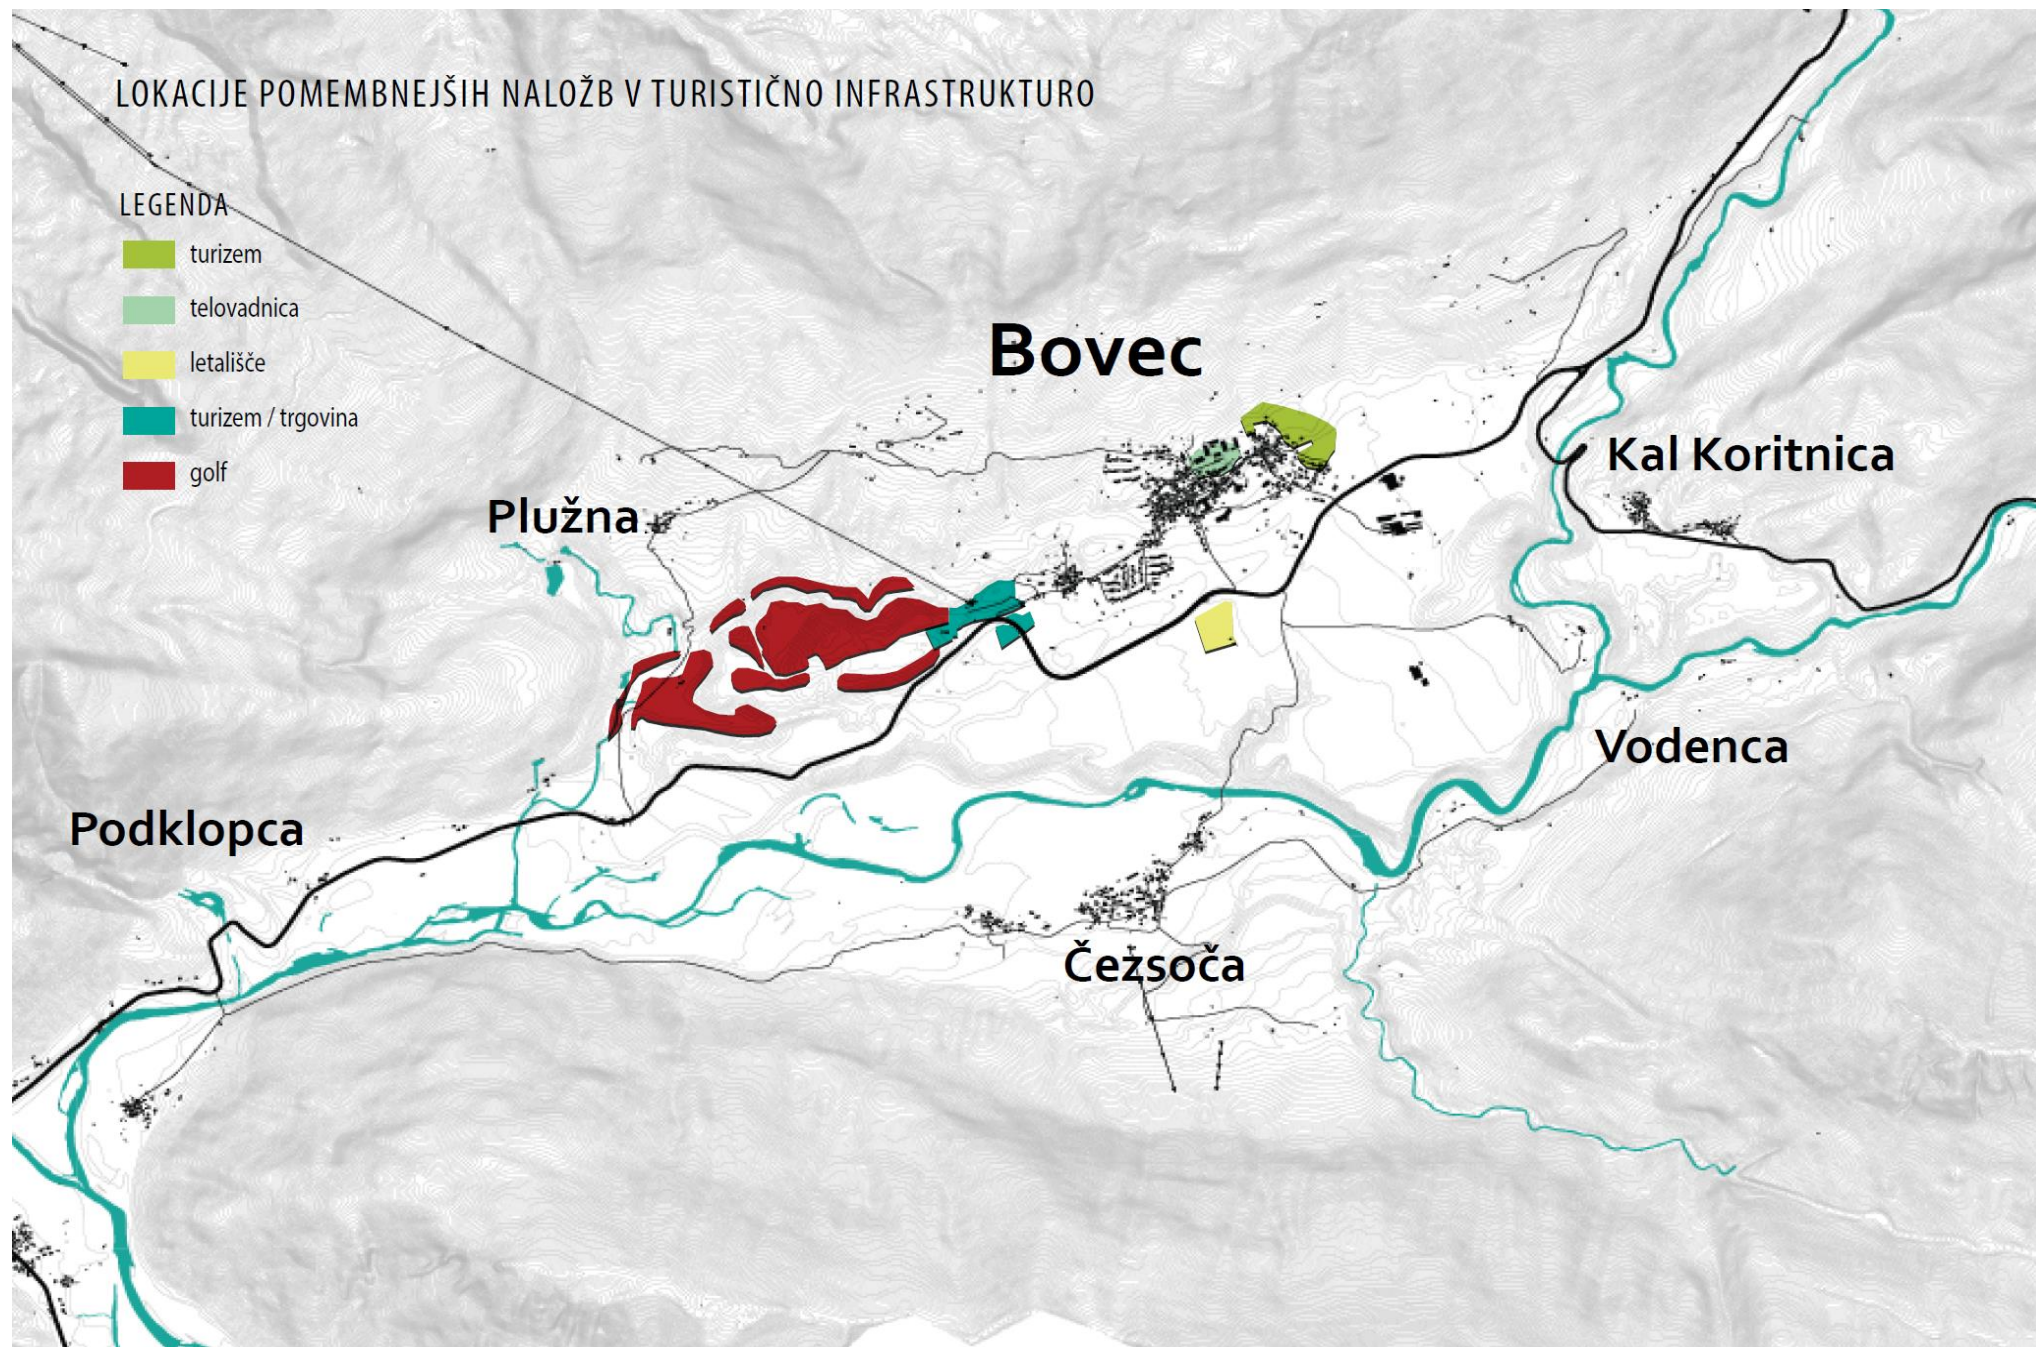 LOKACIJE POMEMBNEJŠIH NALOŽB V TURISTIČNO INFRASTRUKTURO
LEGENDA
turizem
telovadnica
letališče
turizem / trgovina
golf
Bovec
Kal Koritnica
Plužna
Vodenca
Podklopca
Čezsoča